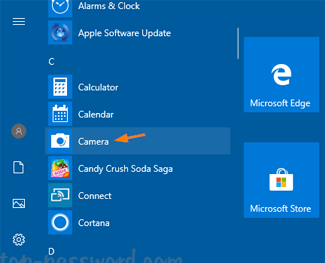 Alarms & Clock
Apple Software Update
C
Calculator
Calendar
Camera
Candy Crush Soda Saga
Connect
Cortana
D
Microsoft Edge
Microsoft Store
top-password.com